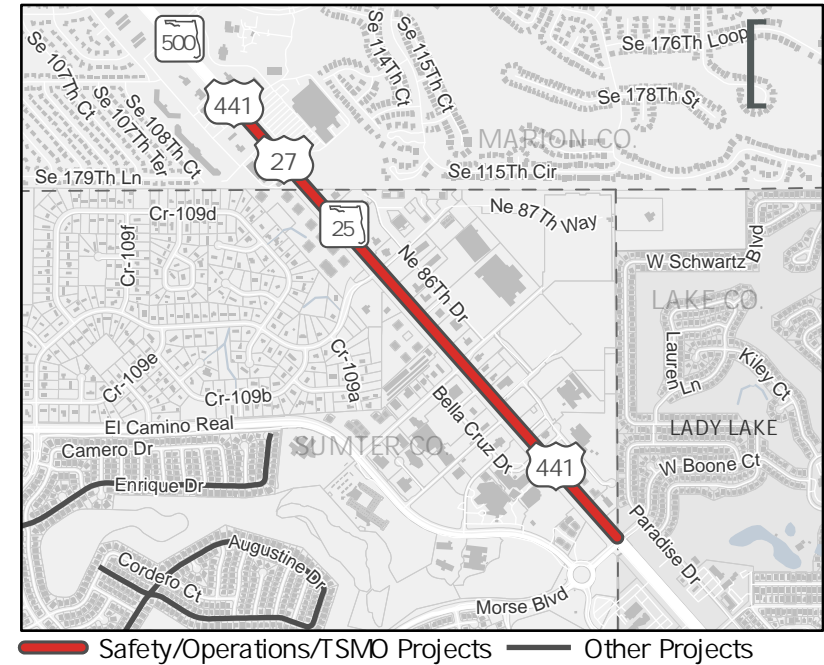 500
441
27
25
441
Se 107Th Ct
Se 107Th Ter
Se 108Th Ct
Se 114Th Ct
Se 115Th Ct
Se 176Th Loop
Se 178Th St
MARION CO.
Se 179Th Ln
Se 115Th Cir
Cr-109d
Cr-109f
Ne 87Th Way
Ne 86Th Dr
W Schwartz Blvd
LAKE CO.
Lauren Ln
Kiley Ct
Cr-109e
Cr-109a
Cr-109b
El Camino Real
Bella Cruz Dr
LADY LAKE
SUMTER CO.
Camero Dr
W Boone Ct
Enrique Dr
Paradise Dr
Augustine Dr
Cordero Ct
Morse Blvd
Safety/Operations/TSMO Projects
Other Projects